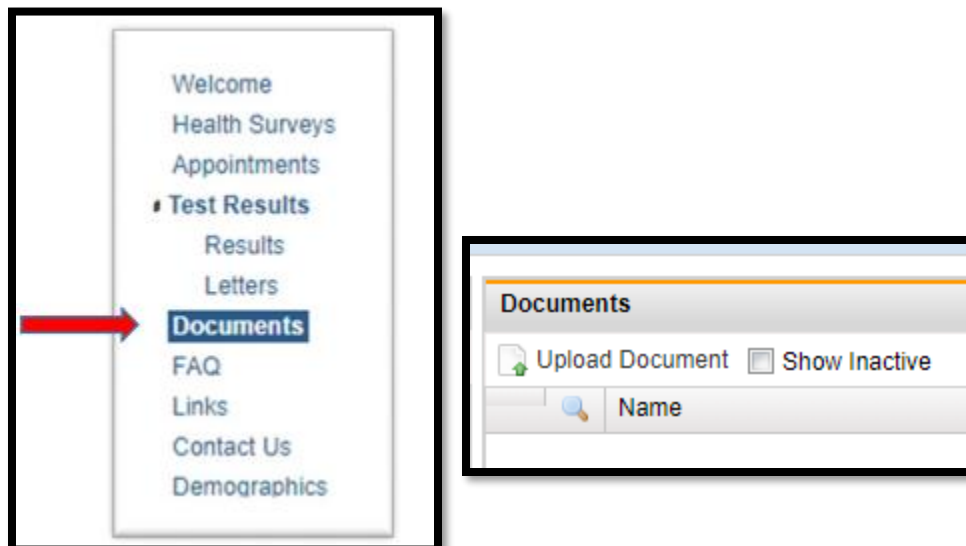 Welcome
Health Surveys
Appointments
Test Results
Results
Letters
Documents
FAQ
Links
Contact Us
Demographics
Documents
Upload Document Show Inactive
Name